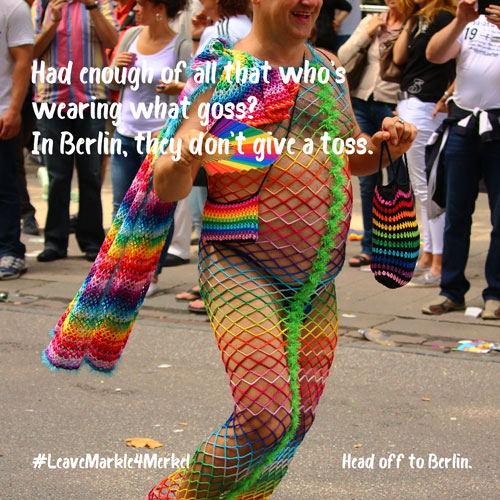 Had enough of all that who's
wearing what goss?
In Berlin, they don't give a toss.
19
#LeaveMarkle4Merkel
Head off to Berlin.